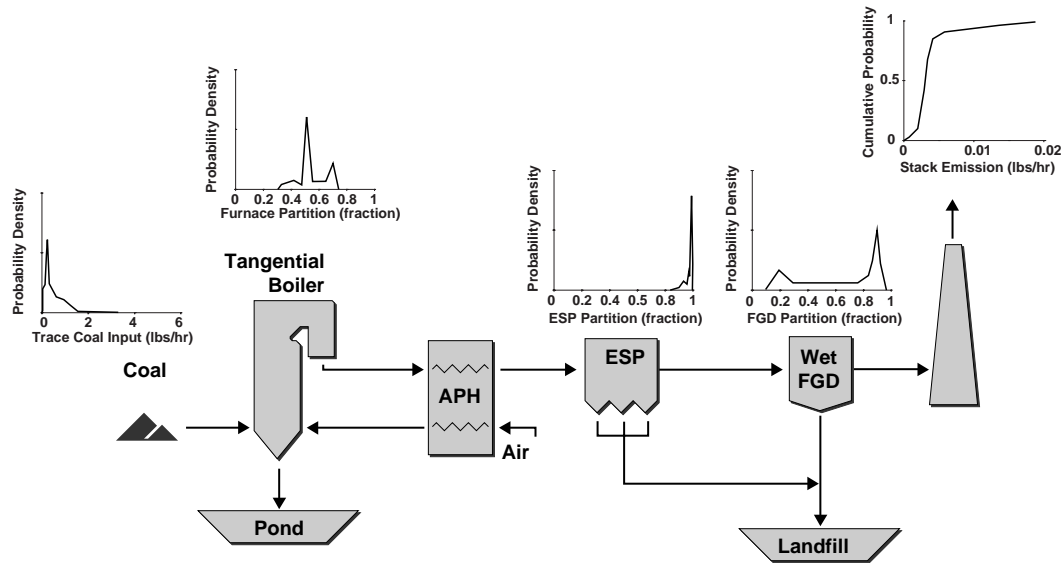 1
Cumulative Probability
0.5
0
0
0.01
0.02
Stack Emission (lbs/hr)
Probability Density
0 0.2 0.4 0.6 0.8 1
Furnace Partition (fraction)
Probability Density
0 0.2 0.4 0.6 0.8 1
ESP Partition (fraction)
Probability Density
0 0.2 0.4 0.6 0.8 1
FGD Partition (fraction)
Probability Density
0 2 4 6
Trace Coal Input (lbs/hr)
Tangential
Boiler
Coal
APH
ESP
Wet
FGD
Air
Pond
Landfill